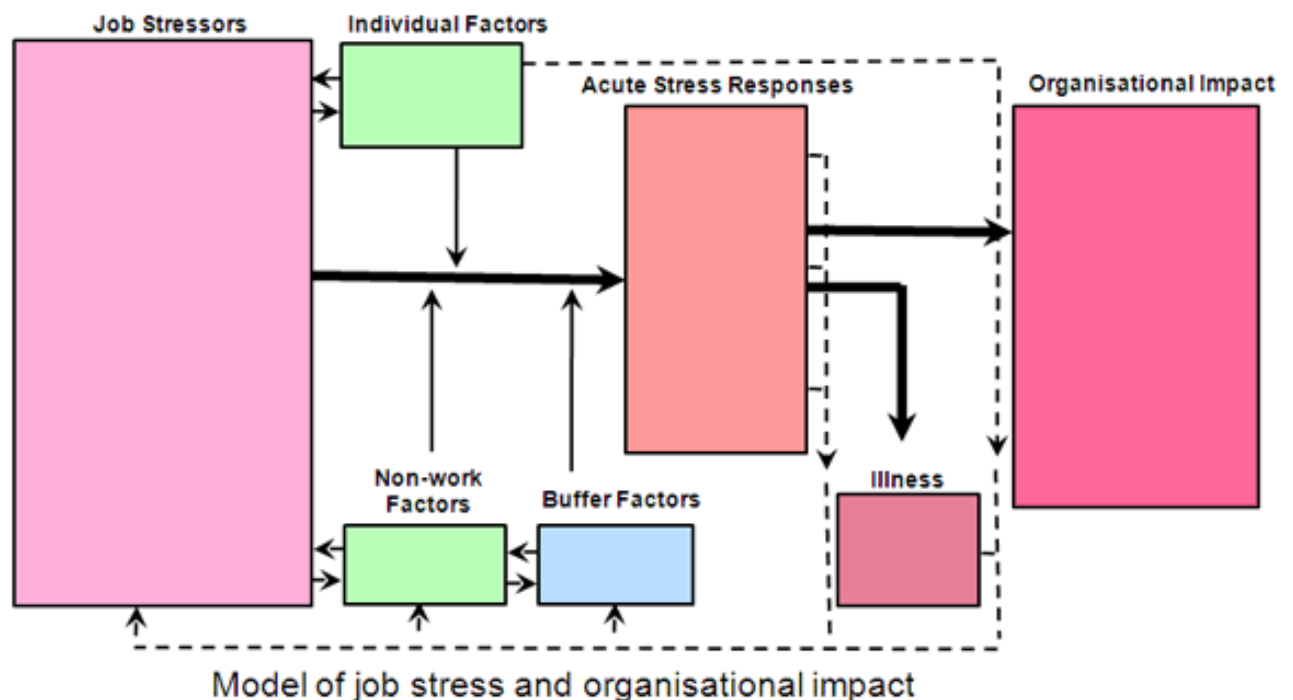 Job Stressors
Individual Factors
Acute Stress Responses
Organisational Impact
Non-work
Factors
Buffer Factors
Illness
Model of job stress and organisational impact